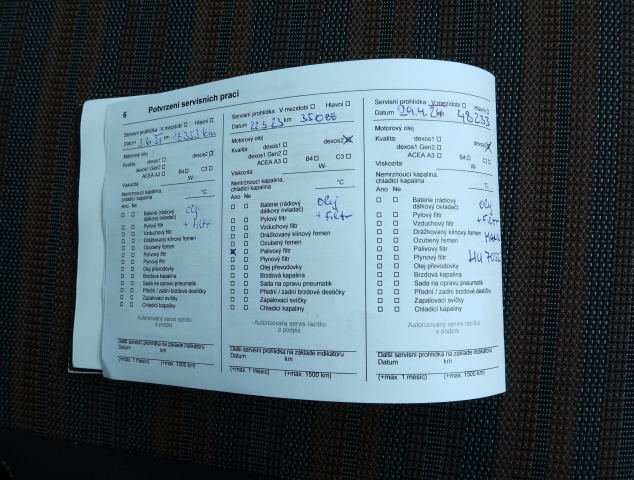 6 Potvrzení servisních prací
Servisní prohlídka: V mezidobí Hlavní
Datum km
Motorový olej
Kvalita: dexos1 dexos2
dexos1 Gen2
ACEA A3 B4 C3
Viskozita W-
Nemrznoucí kapalina, chladicí kapalina °C
Ano Ne
Baterie (rádiový dálkový ovladač) olej
Pylový filtr + filtr
Vzduchový filtr
Drážkovaný klínový řemen
Ozubený řemen
Palivový filtr
Plynový filtr
Olej převodovky
Brzdová kapalina
Sada na opravu pneumatik
Přední / zadní brzdové destičky
Zapalovací svíčky
Chladicí kapaliny
Autorizovaný servis razítko a podpis
Další servisní prohlídka na základě indikátoru
Datum km
(+max. 1 měsíc) (+max. 1500 km)
Servisní prohlídka: V mezidobí Hlavní
Datum 22.5.23 km 35088
Motorový olej
Kvalita: dexos1 dexos2
dexos1 Gen2
ACEA A3 B4 C3
Viskozita W-
Nemrznoucí kapalina, chladicí kapalina °C
Ano Ne
Baterie (rádiový dálkový ovladač) olej
Pylový filtr + filtr
Vzduchový filtr
Drážkovaný klínový řemen
Ozubený řemen
Palivový filtr
Plynový filtr
Olej převodovky
Brzdová kapalina
Sada na opravu pneumatik
Přední / zadní brzdové destičky
Zapalovací svíčky
Chladicí kapaliny
Autorizovaný servis razítko a podpis
Další servisní prohlídka na základě indikátoru
Datum km
(+max. 1 měsíc) (+max. 1500 km)
Servisní prohlídka: V mezidobí Hlavní
Datum 29.4.24 km 48233
Motorový olej
Kvalita: dexos1 dexos2
dexos1 Gen2
ACEA A3 B4 C3
Viskozita W-
Nemrznoucí kapalina, chladicí kapalina °C
Ano Ne
Baterie (rádiový dálkový ovladač) olej
Pylový filtr + filtr
Vzduchový filtr
Drážkovaný klínový řemen
Ozubený řemen
Palivový filtr
Plynový filtr
Olej převodovky
Brzdová kapalina
Sada na opravu pneumatik
Přední / zadní brzdové destičky
Zapalovací svíčky
Chladicí kapaliny
Autorizovaný servis razítko a podpis
Další servisní prohlídka na základě indikátoru
Datum km
(+max. 1 měsíc) (+max. 1500 km)